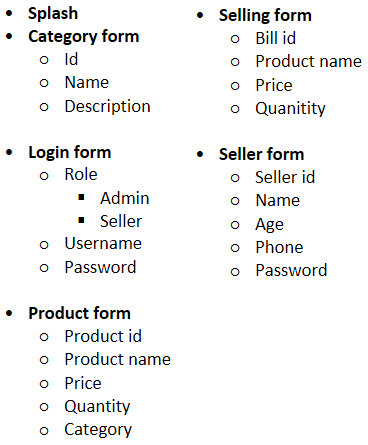 • Splash
• Category form
o Id
o Name
o Description
• Login form
o Role
▪ Admin
▪ Seller
o Username
o Password
• Product form
o Product id
o Product name
o Price
o Quantity
o Category
• Selling form
o Bill id
o Product name
o Price
o Quanitity
• Seller form
o Seller id
o Name
o Age
o Phone
o Password